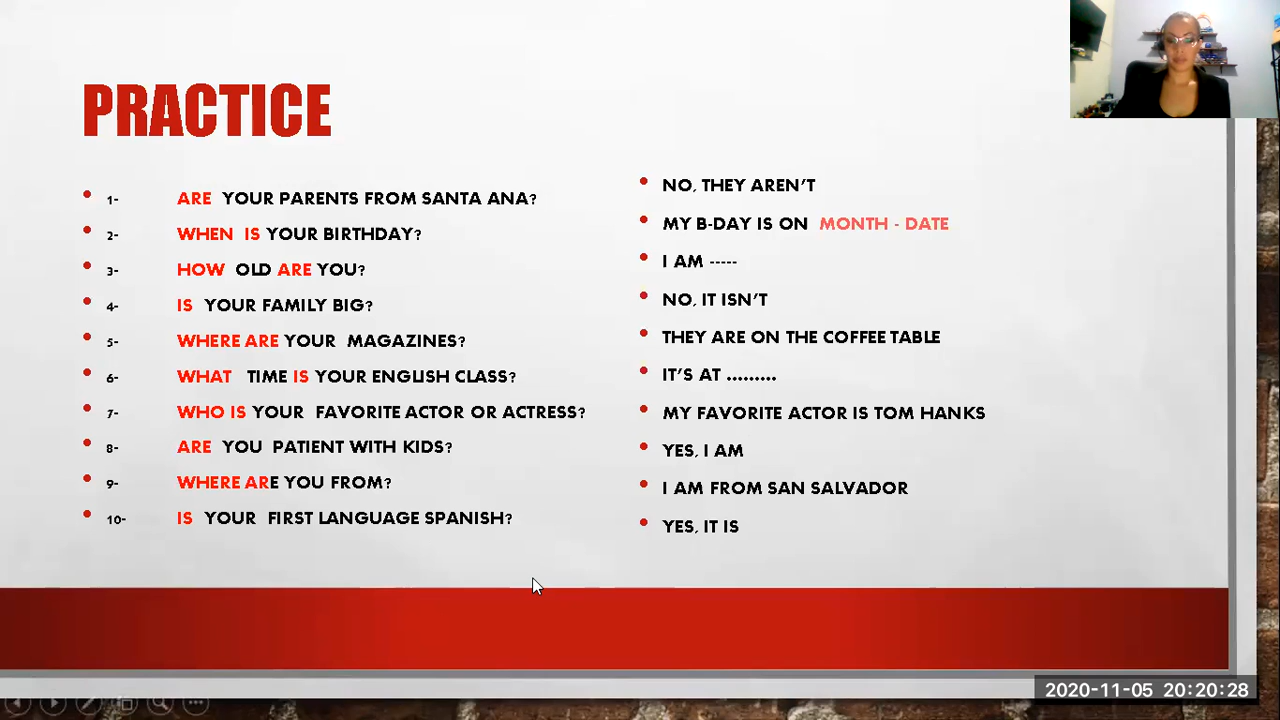 PRACTICE
1- ARE YOUR PARENTS FROM SANTA ANA?
2- WHEN IS YOUR BIRTHDAY?
3- HOW OLD ARE YOU?
4- IS YOUR FAMILY BIG?
5- WHERE ARE YOUR MAGAZINES?
6- WHAT TIME IS YOUR ENGLISH CLASS?
7- WHO IS YOUR FAVORITE ACTOR OR ACTRESS?
8- ARE YOU PATIENT WITH KIDS?
9- WHERE ARE YOU FROM?
10- IS YOUR FIRST LANGUAGE SPANISH?
NO, THEY AREN'T
MY B-DAY IS ON MONTH - DATE
I AM -----
NO, IT ISN'T
THEY ARE ON THE COFFEE TABLE
IT'S AT .........
MY FAVORITE ACTOR IS TOM HANKS
YES, I AM
I AM FROM SAN SALVADOR
YES, IT IS
2020-11-05 20:20:28